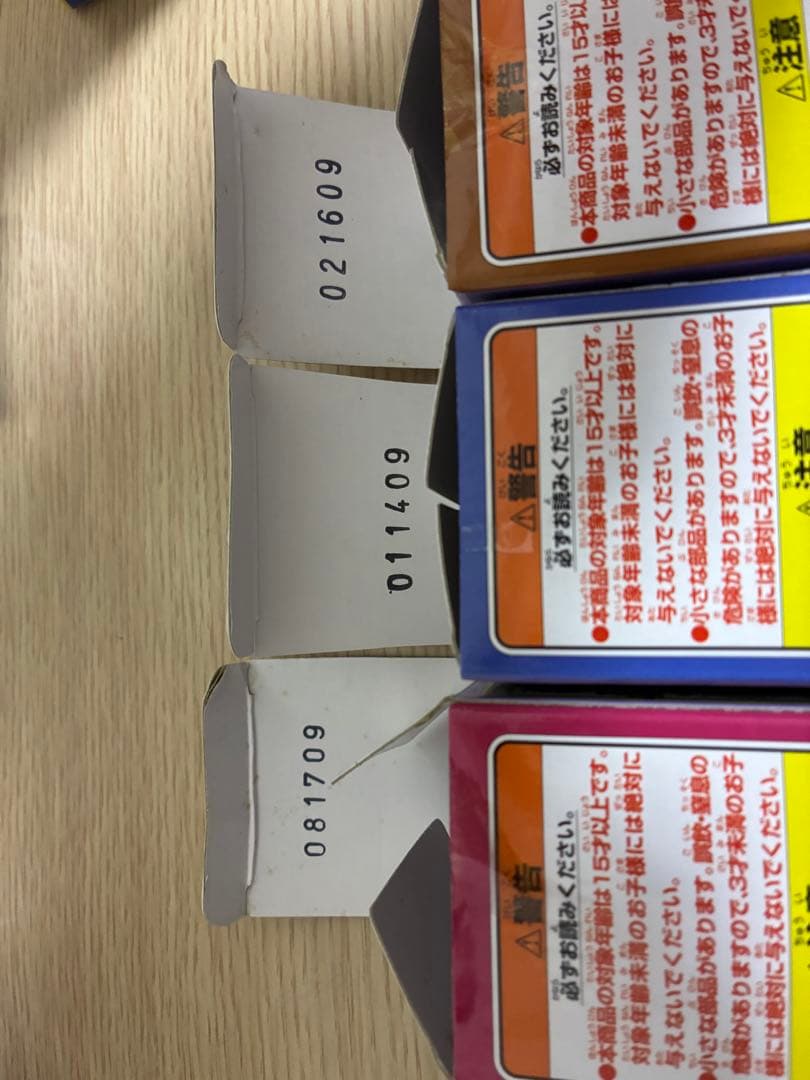 021609
⚠警告
必ずお読みください。
●本商品の対象年齢は15才以
対象年齢未満のお子様には
与えないでください。
●小さな部品があります。誤飲
危険がありますので、3才未
様には絶対に与えないで
⚠注意
011409
⚠警告
必ずお読みください。
●本商品の対象年齢は15才以上です。
対象年齢未満のお子様には絶対に
与えないでください。
●小さな部品があります。誤飲・窒息の
危険がありますので、3才未満のお子
様には絶対に与えないでください。
⚠注意
081709
⚠警告
必ずお読みください。
●本商品の対象年齢は15才以上です。
対象年齢未満のお子様には絶対に
与えないでください。
●小さな部品があります。誤飲・窒息の
危険がありますので、3才未満のお子
様には絶対に与えないでください。